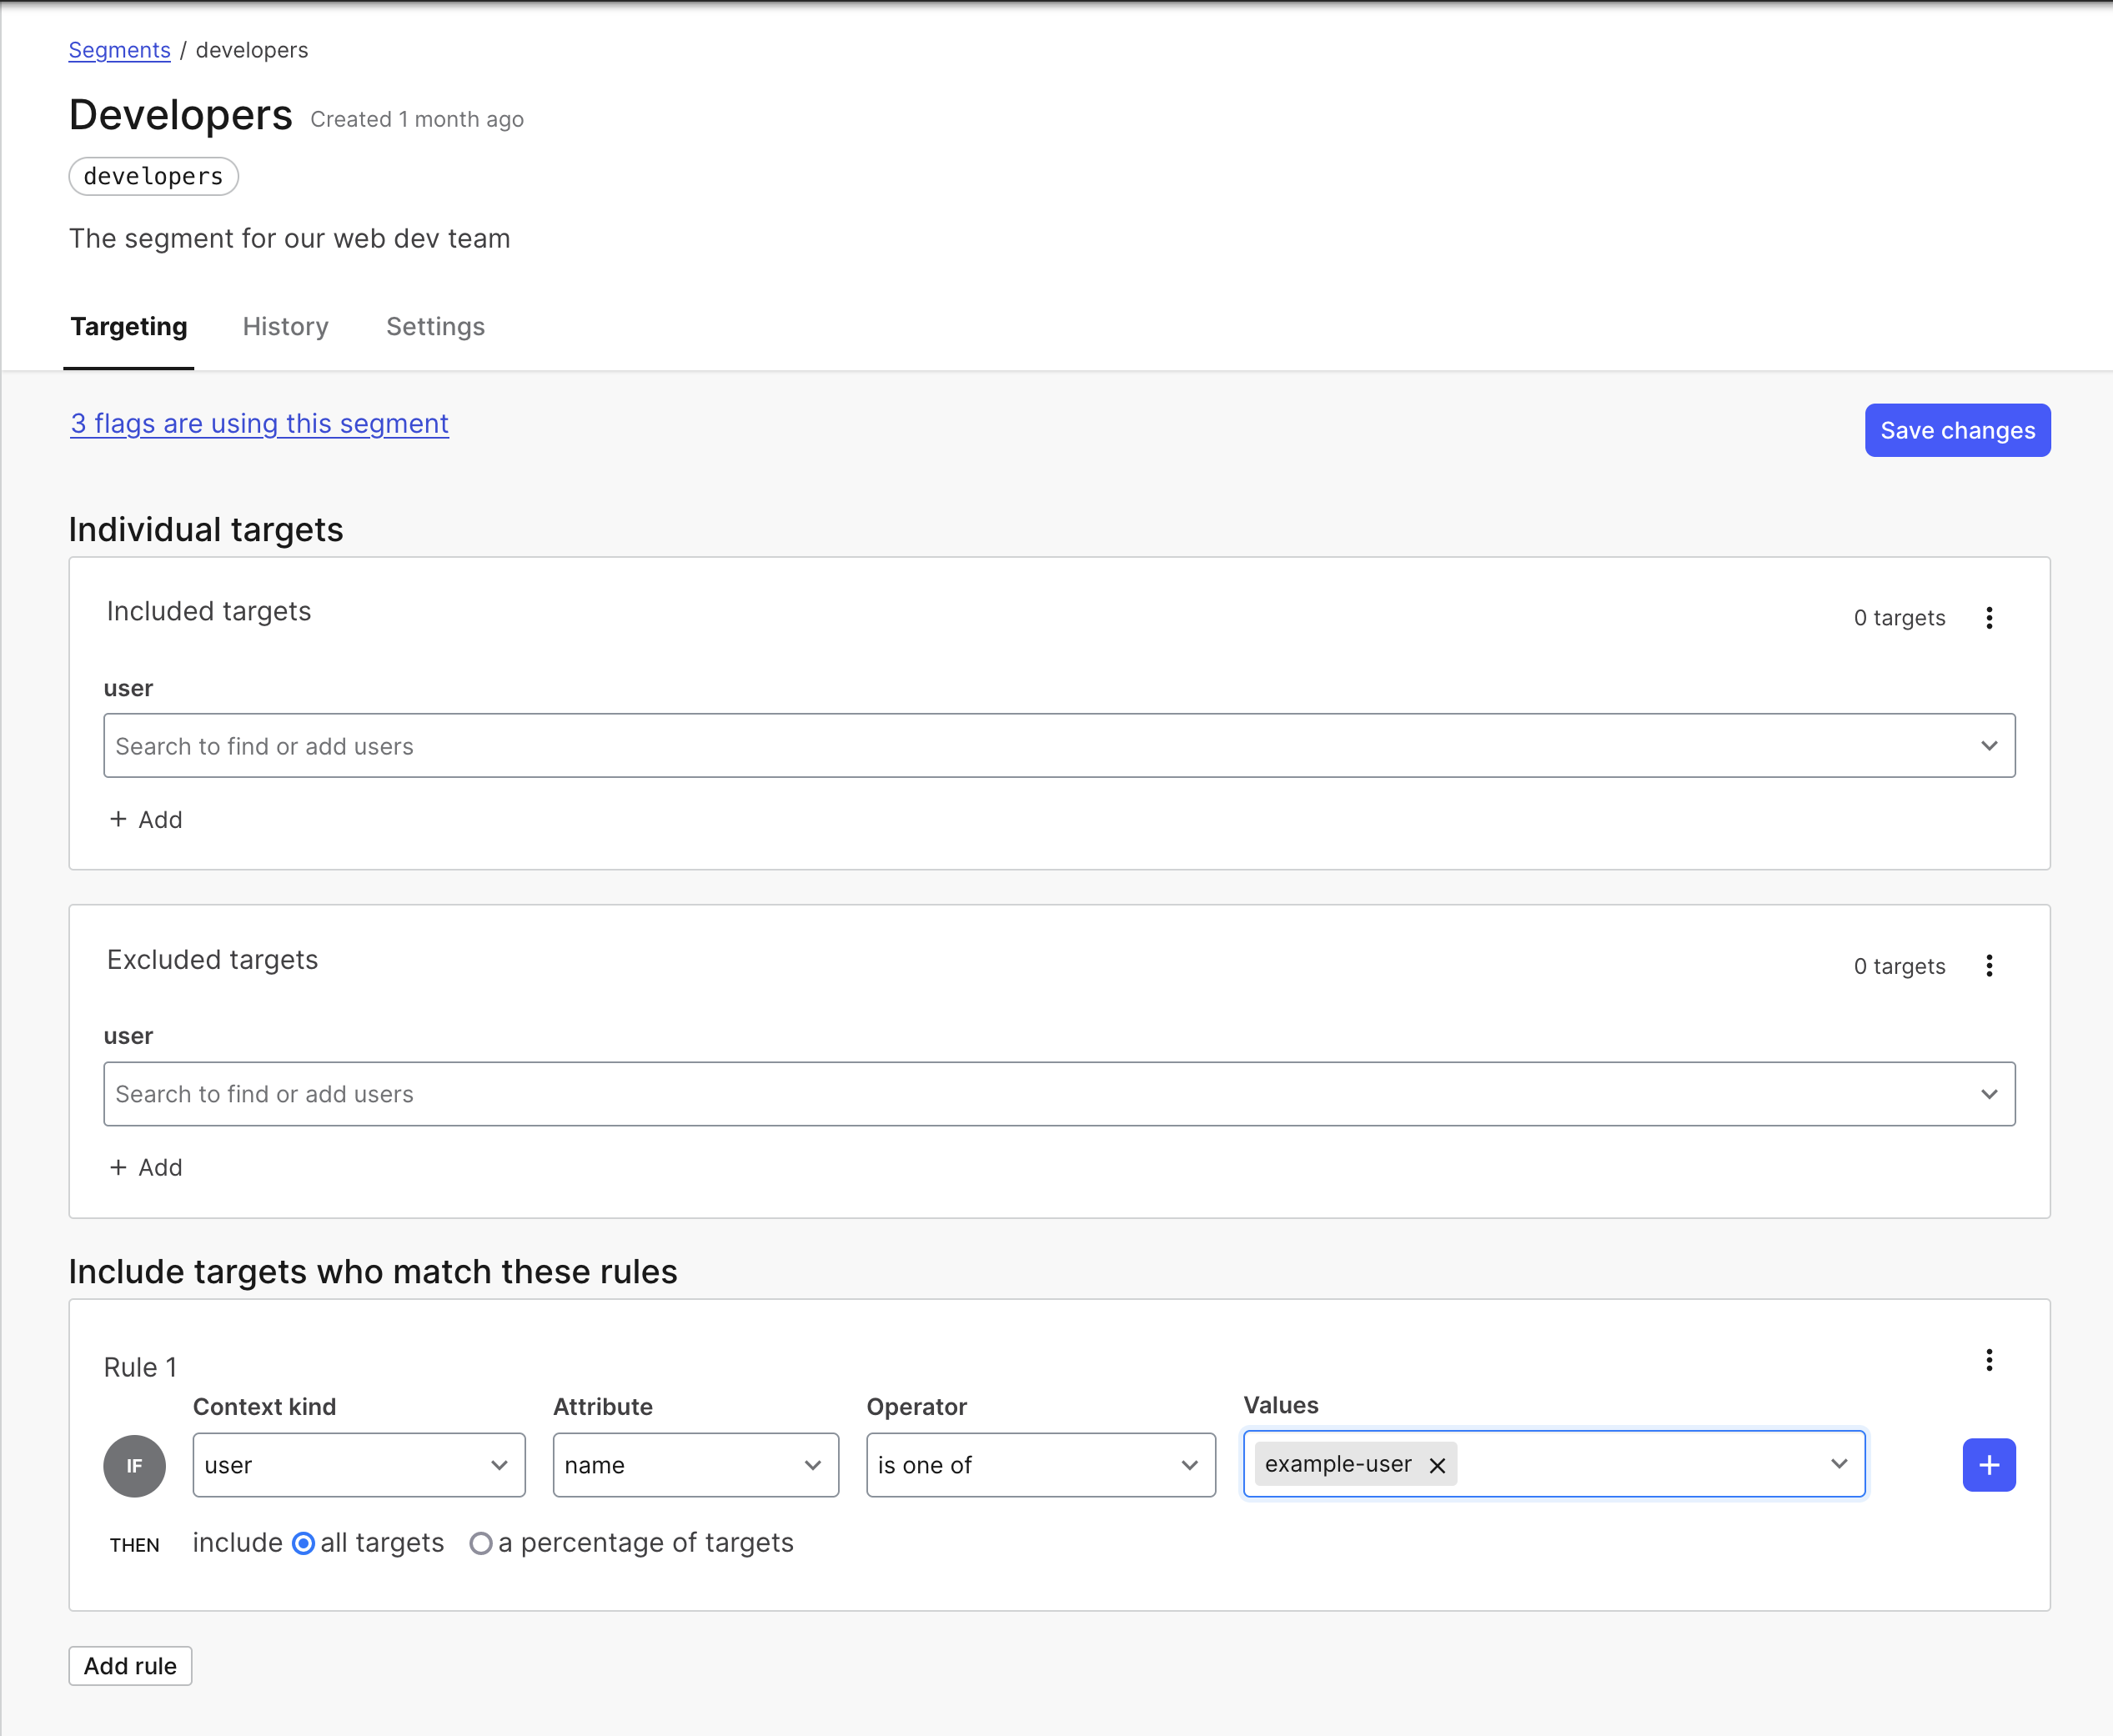 Segments / developers
Developers Created 1 month ago
developers
The segment for our web dev team
Targeting History Settings
3 flags are using this segment
Save changes
Individual targets
Included targets
0 targets
user
Search to find or add users
+ Add
Excluded targets
0 targets
user
Search to find or add users
+ Add
Include targets who match these rules
Rule 1
Context kind Attribute Operator Values
IF user name is one of example-user
THEN include all targets a percentage of targets
Add rule